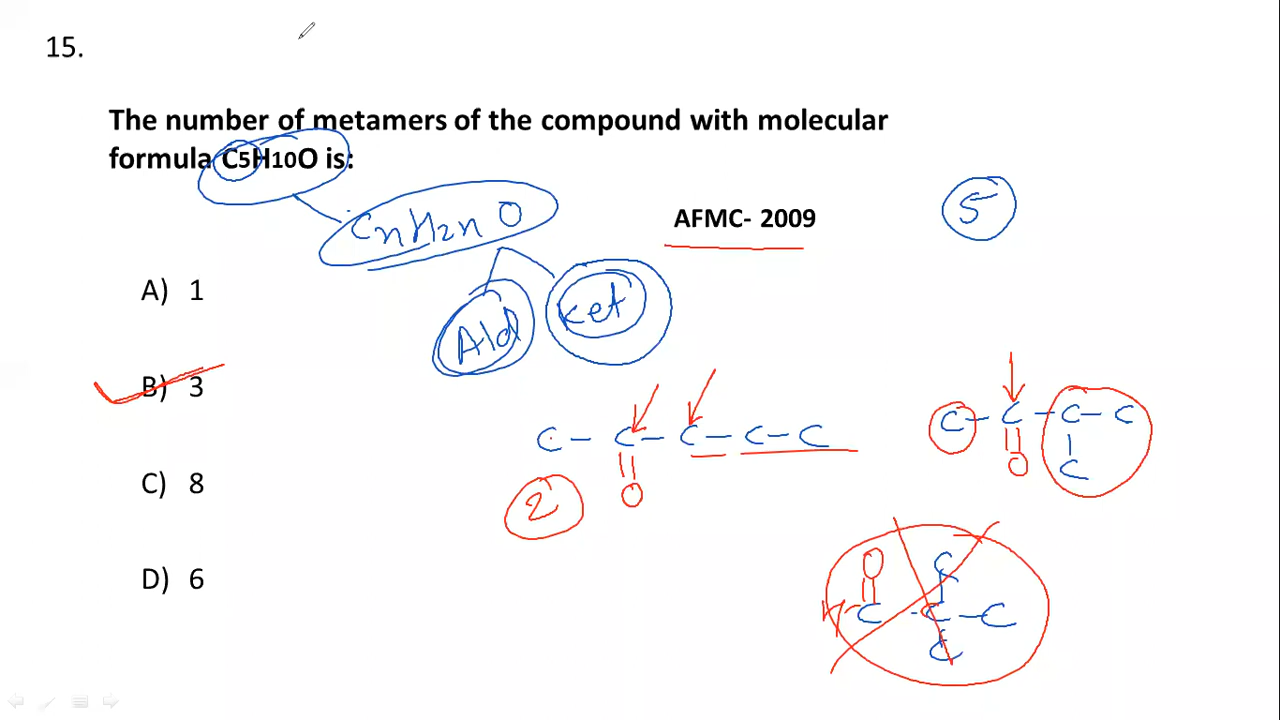 15.
The number of metamers of the compound with molecular
formula C5H10O is:
CnH2nO
5
AFMC- 2009
A) 1
Ald
Ket
B) 3
C - C - C - C - C
O
2
C - C - C - C
O C
C) 8
O C
H - C - C - C
C
D) 6